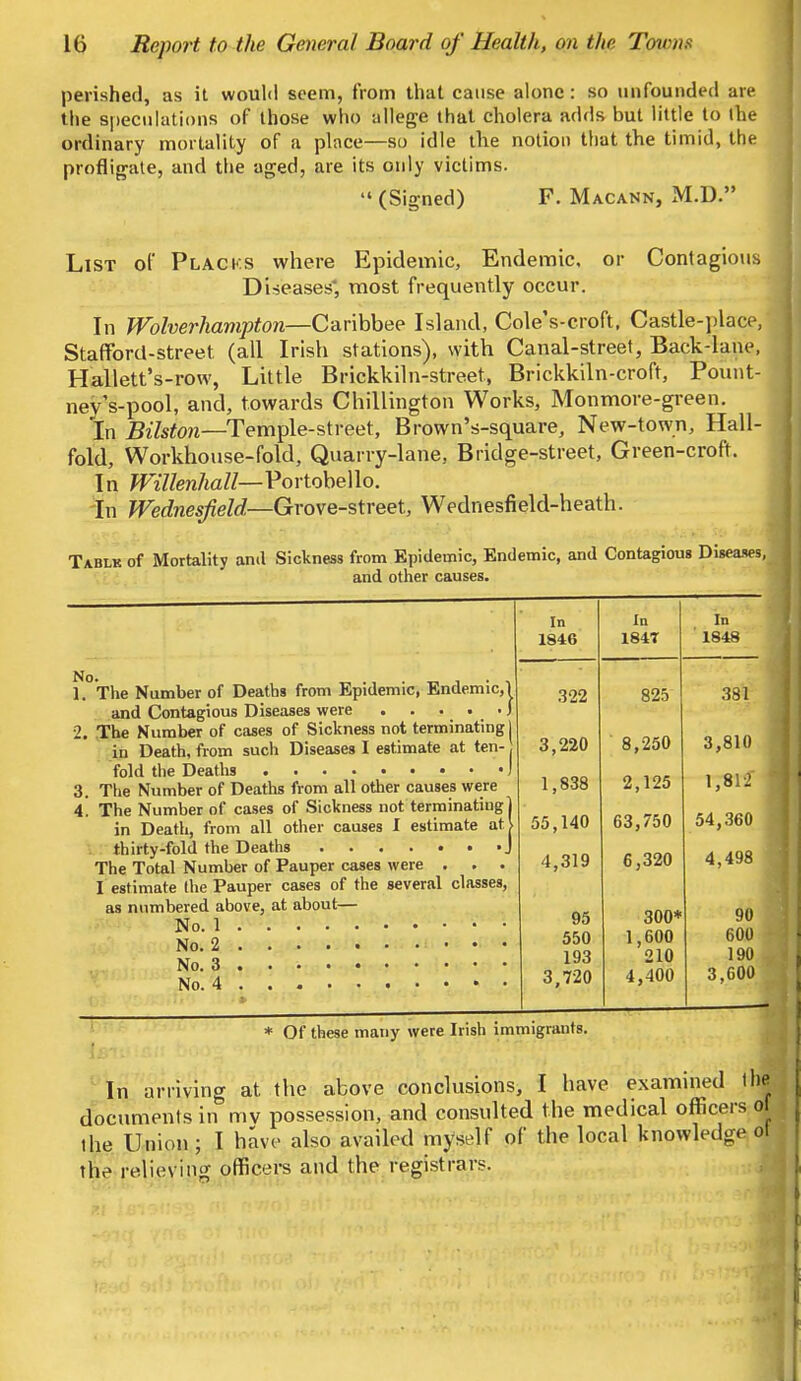 16 Report to the General Board of Health, on the Towns
perished, as it would seem, from that cause alone: so unfounded are
the speculations of those who allege that cholera adds but little to the
ordinary mortality of a place—so idle the notion that the timid, the
profligate, and the aged, are its only victims.
“(Signed) F. Macann, M.D.”
List of Places where Epidemic, Endemic, or Contagious
Diseases, most frequently occur.
In Wolverhampton—Caribbee Island, Cole's-croft, Castle-place,
Stafford-street (all Irish stations), with Canal-street, Back-lane,
Hallett's-row, Little Brickkiln-street, Brickkiln-croft, Pount-
ney's-pool, and, towards Chillington Works, Monmore-green.
In Bilston—Temple-street, Brown's-square, New-town, Hall-
fold, Workhouse-fold, Quarry-lane, Bridge-street, Green-croft.
In Willenhall—Portobello.
In Wednesfield—Grove-street, Wednesfield-heath.
Table of Mortality and Sickness from Epidemic, Endemic, and Contagious Diseases,
and other causes.
In 1846 In 1847 In 1848
No.
1. The Number of Deaths from Epidemic, Endemic,
and Contagious Diseases were . . . . . 322 825 381
2. The Number of cases of Sickness not terminating
in Death, from such Diseases I estimate at ten-
fold the Deaths . . . . . . . . . 3,220 8,250 3,810
3. The Number of Deaths from all other causes were 1,838 2,125 1,812
4. The Number of cases of Sickness not terminating
in Death, from all other causes I estimate at
thirty-fold the Deaths . . . . . . . 55,140 63,750 54,360
The Total Number of Pauper cases were . . . 4,319 6,320 4,498
I estimate the Pauper cases of the several classes,
as numbered above, at about—
No. 1 . . . . . . . . . . . 95 300* 90
No. 2 . . . . . . . . . . . 550 1,600 600
No. 3 . . . . . . . . . . . 193 210 190
No. 4 . . . . . . . . . . . 3,720 4,400 3,600
* Of these many were Irish immigrants.
In arriving at the above conclusions, I have examined the
documents in my possession, and consulted the medical officers of
the Union; I have also availed myself of the local knowledge of
the relieving officers and the registrars.